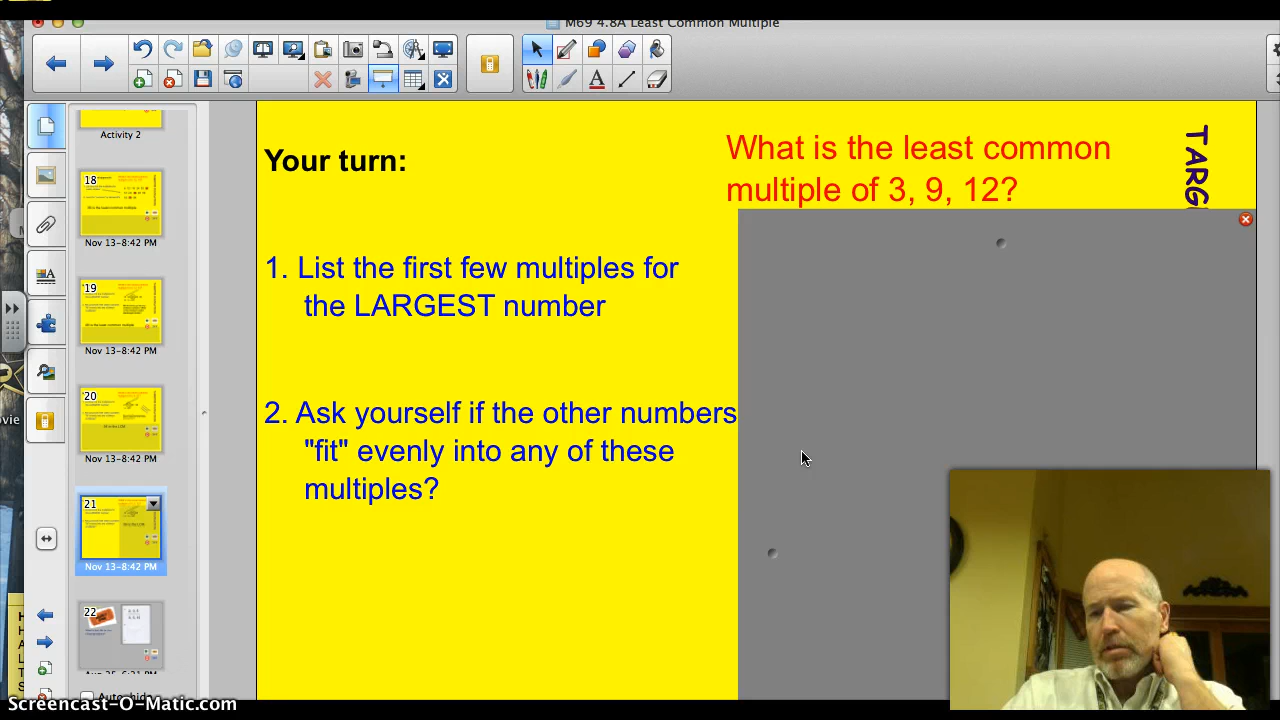 M69 4.8A Least Common Multiple
Activity 2
18
Nov 13-8:42 PM
19
Nov 13-8:42 PM
20
Nov 13-8:42 PM
21
Nov 13-8:42 PM
22
Your turn:
What is the least common
multiple of 3, 9, 12?
TARG
1. List the first few multiples for
the LARGEST number
2. Ask yourself if the other numbers
"fit" evenly into any of these
multiples?
Auto-hide
Screencast-O-Matic.com